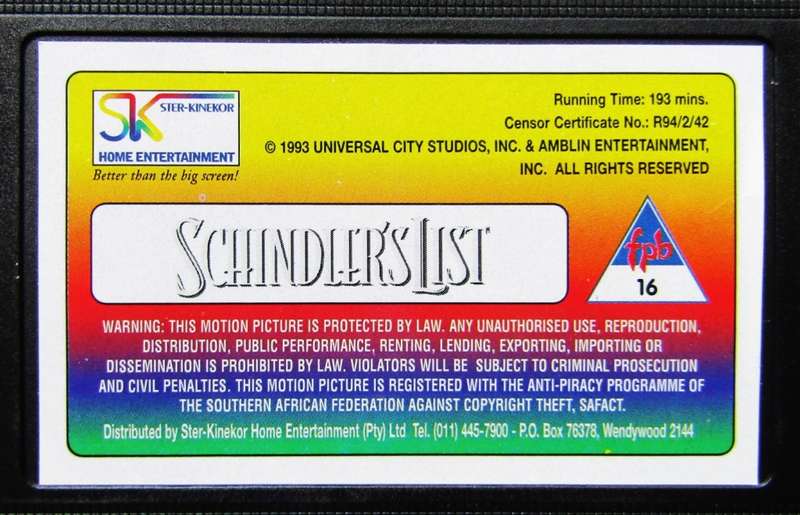 SK STER-KINEKOR
HOME ENTERTAINMENT
Better than the big screen!
Running Time: 193 mins.
Censor Certificate No.: R94/2/42
© 1993 UNIVERSAL CITY STUDIOS, INC. & AMBLIN ENTERTAINMENT,
INC. ALL RIGHTS RESERVED
SCHINDLER'S LIST
fpb
16
WARNING: THIS MOTION PICTURE IS PROTECTED BY LAW. ANY UNAUTHORISED USE, REPRODUCTION,
DISTRIBUTION, PUBLIC PERFORMANCE, RENTING, LENDING, EXPORTING, IMPORTING OR
DISSEMINATION IS PROHIBITED BY LAW. VIOLATORS WILL BE SUBJECT TO CRIMINAL PROSECUTION
AND CIVIL PENALTIES. THIS MOTION PICTURE IS REGISTERED WITH THE ANTI-PIRACY PROGRAMME OF
THE SOUTHERN AFRICAN FEDERATION AGAINST COPYRIGHT THEFT, SAFACT.
Distributed by Ster-Kinekor Home Entertainment (Pty) Ltd Tel. (011) 445-7900 - P.O. Box 76378, Wendywood 2144